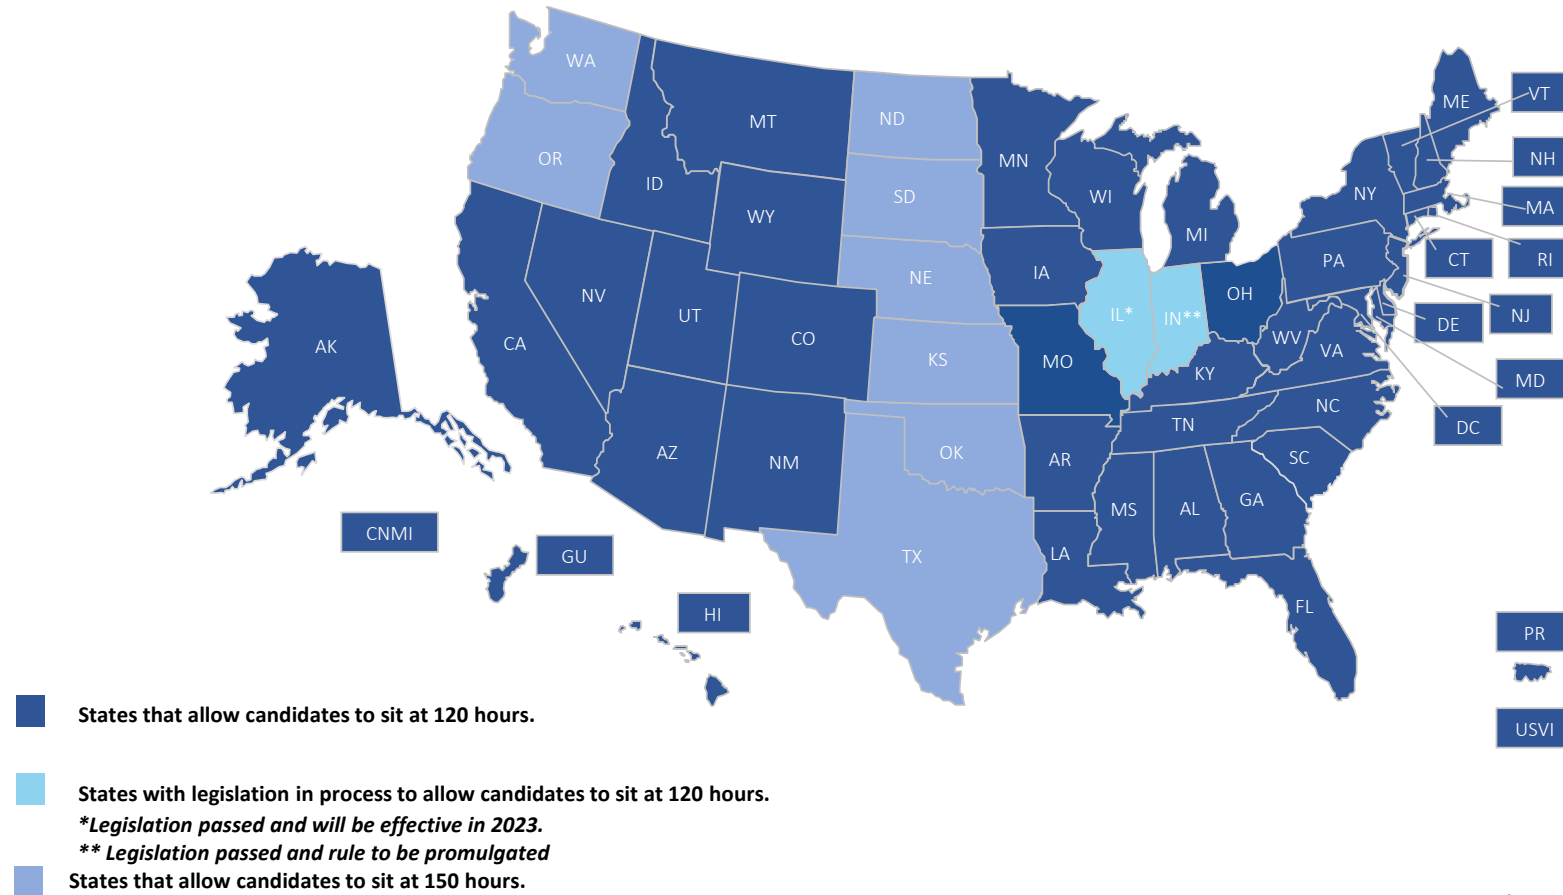 WA
OR
MT
ID
WY
ND
SD
NE
KS
OK
TX
MN
WI
MI
IA
IL*
IN**
OH
MO
NV
UT
CO
CA
AZ
NM
AK
AR
LA
MS
AL
GA
FL
SC
NC
TN
KY
WV
VA
PA
NY
ME
VT
NH
MA
RI
CT
NJ
DE
MD
DC
CNMI
GU
HI
PR
USVI
States that allow candidates to sit at 120 hours.
States with legislation in process to allow candidates to sit at 120 hours.
*Legislation passed and will be effective in 2023.
** Legislation passed and rule to be promulgated
States that allow candidates to sit at 150 hours.